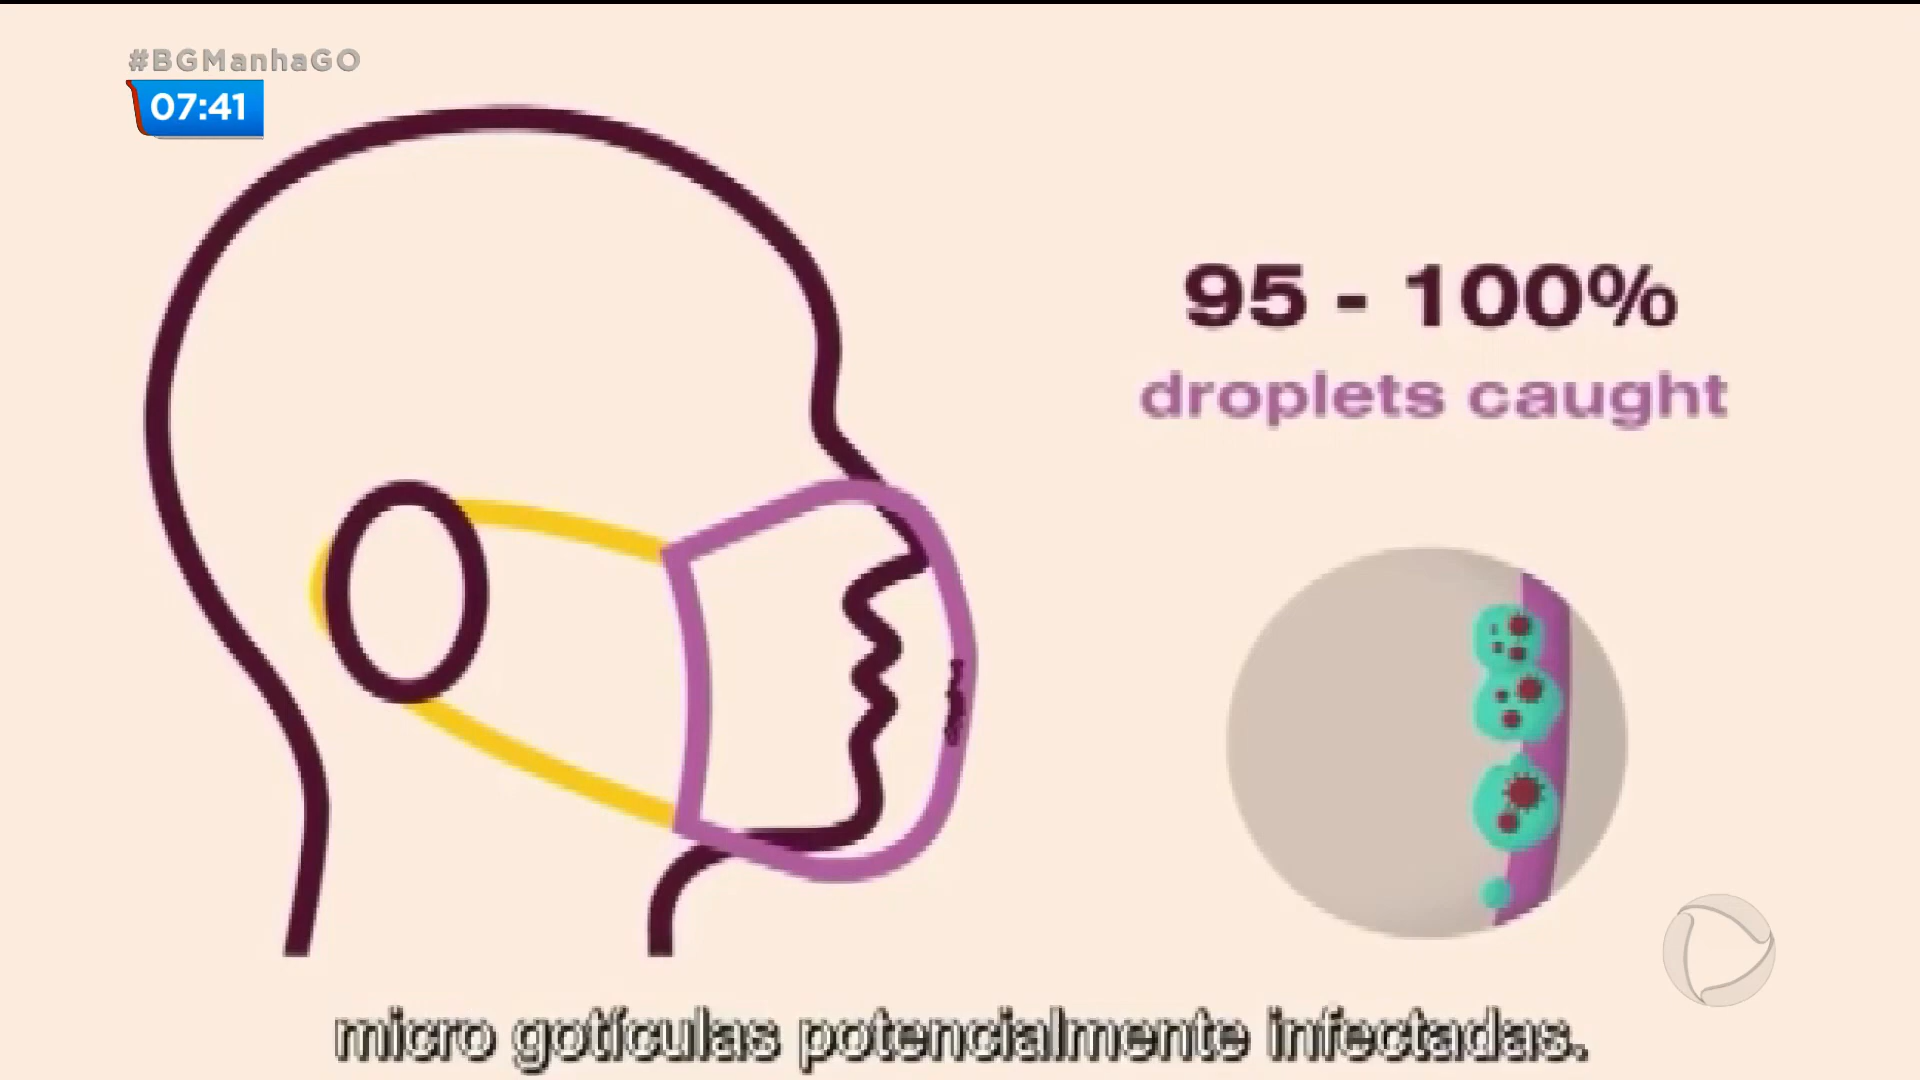 #BGManhaGO
07:41
95 - 100%
droplets caught
micro gotículas potencialmente infectadas.